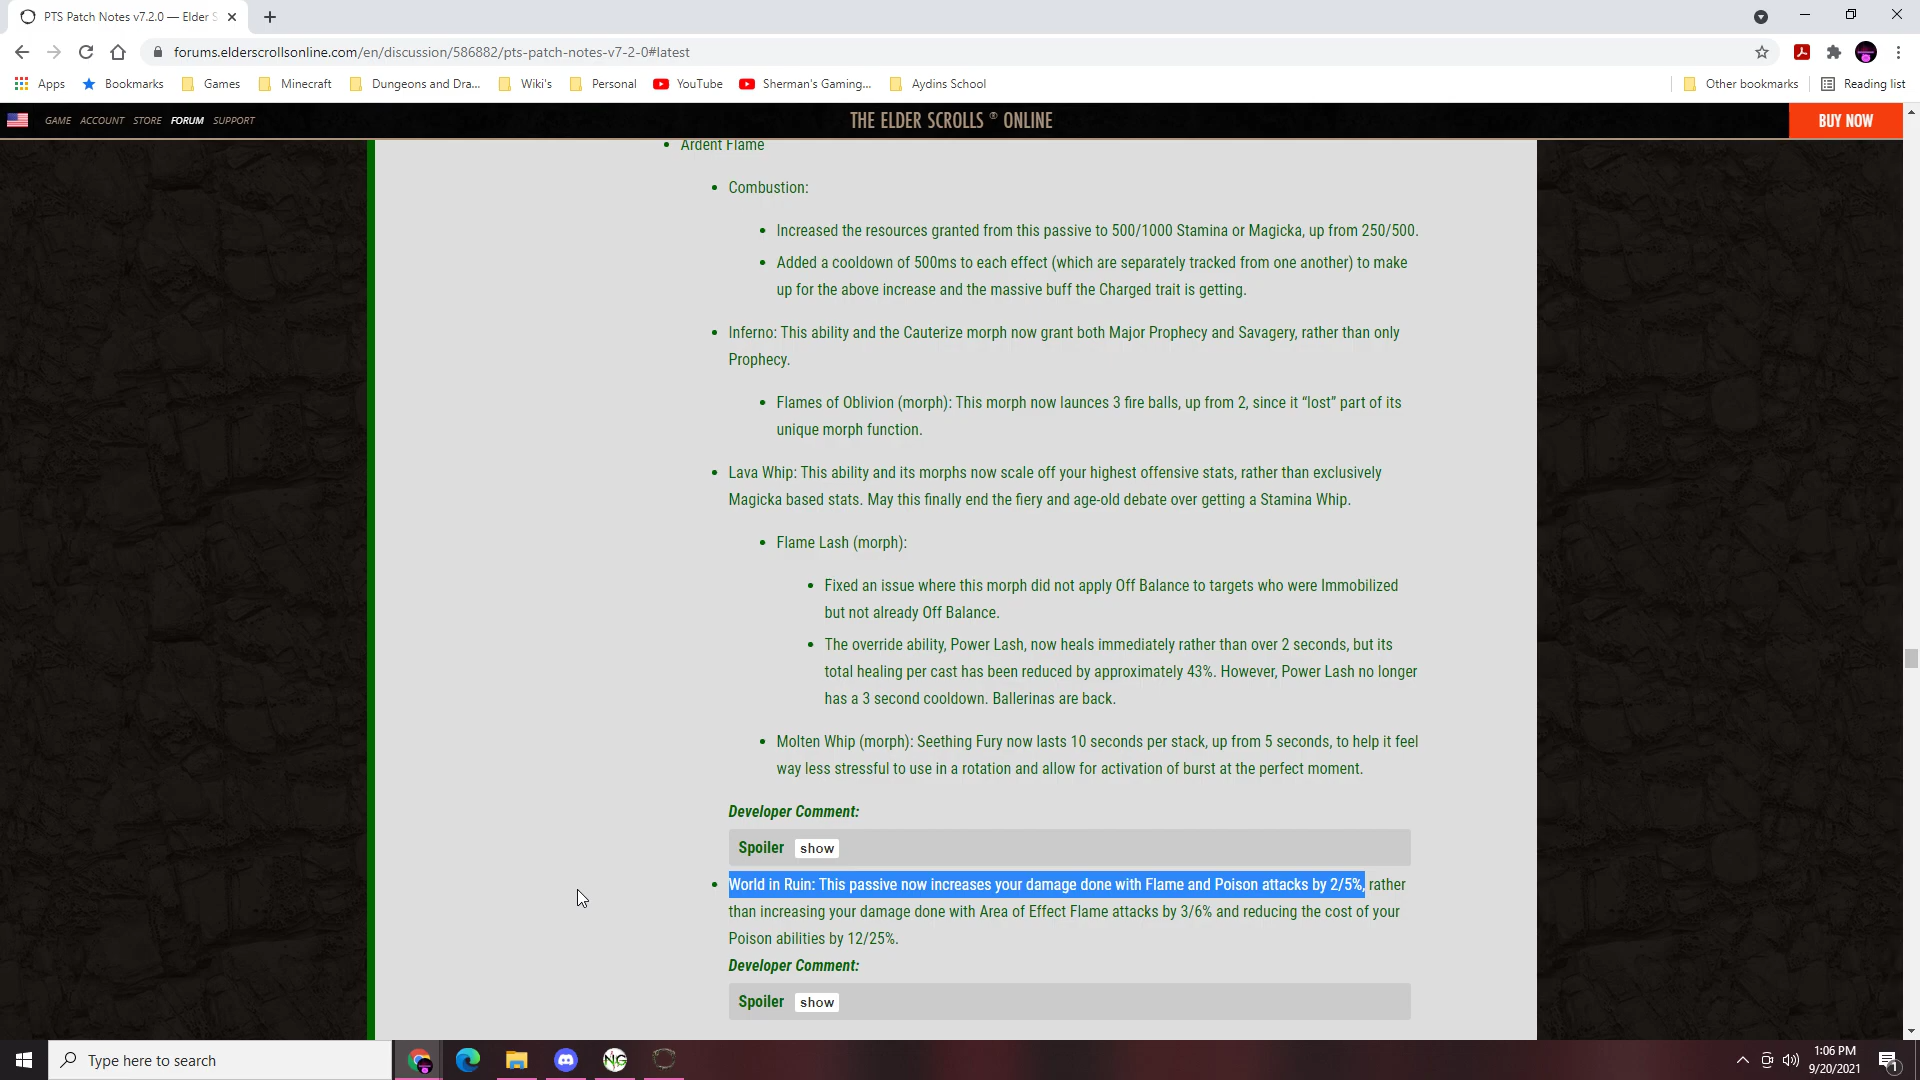 PTS Patch Notes v7.2.0 — Elder S
forums.elderscrollsonline.com/en/discussion/586882/pts-patch-notes-v7-2-0#latest
Apps Bookmarks Games Minecraft Dungeons and Dra... Wiki's Personal YouTube Sherman's Gaming... Aydins School Other bookmarks Reading list
GAME ACCOUNT STORE FORUM SUPPORT THE ELDER SCROLLS ® ONLINE BUY NOW
• Ardent Flame
• Combustion:
• Increased the resources granted from this passive to 500/1000 Stamina or Magicka, up from 250/500.
• Added a cooldown of 500ms to each effect (which are separately tracked from one another) to make
up for the above increase and the massive buff the Charged trait is getting.
• Inferno: This ability and the Cauterize morph now grant both Major Prophecy and Savagery, rather than only
Prophecy.
• Flames of Oblivion (morph): This morph now launces 3 fire balls, up from 2, since it “lost” part of its
unique morph function.
• Lava Whip: This ability and its morphs now scale off your highest offensive stats, rather than exclusively
Magicka based stats. May this finally end the fiery and age-old debate over getting a Stamina Whip.
• Flame Lash (morph):
• Fixed an issue where this morph did not apply Off Balance to targets who were Immobilized
but not already Off Balance.
• The override ability, Power Lash, now heals immediately rather than over 2 seconds, but its
total healing per cast has been reduced by approximately 43%. However, Power Lash no longer
has a 3 second cooldown. Ballerinas are back.
• Molten Whip (morph): Seething Fury now lasts 10 seconds per stack, up from 5 seconds, to help it feel
way less stressful to use in a rotation and allow for activation of burst at the perfect moment.
Developer Comment:
Spoiler show
• World in Ruin: This passive now increases your damage done with Flame and Poison attacks by 2/5%, rather
than increasing your damage done with Area of Effect Flame attacks by 3/6% and reducing the cost of your
Poison abilities by 12/25%.
Developer Comment:
Spoiler show
Type here to search
NG
1:06 PM
9/20/2021
1